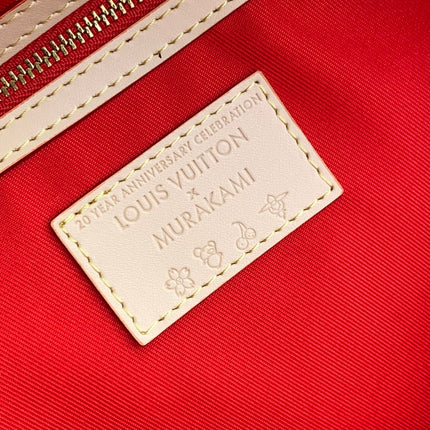 20 YEAR ANNIVERSARY CELEBRATION
LOUIS VUITTON
x
MURAKAMI